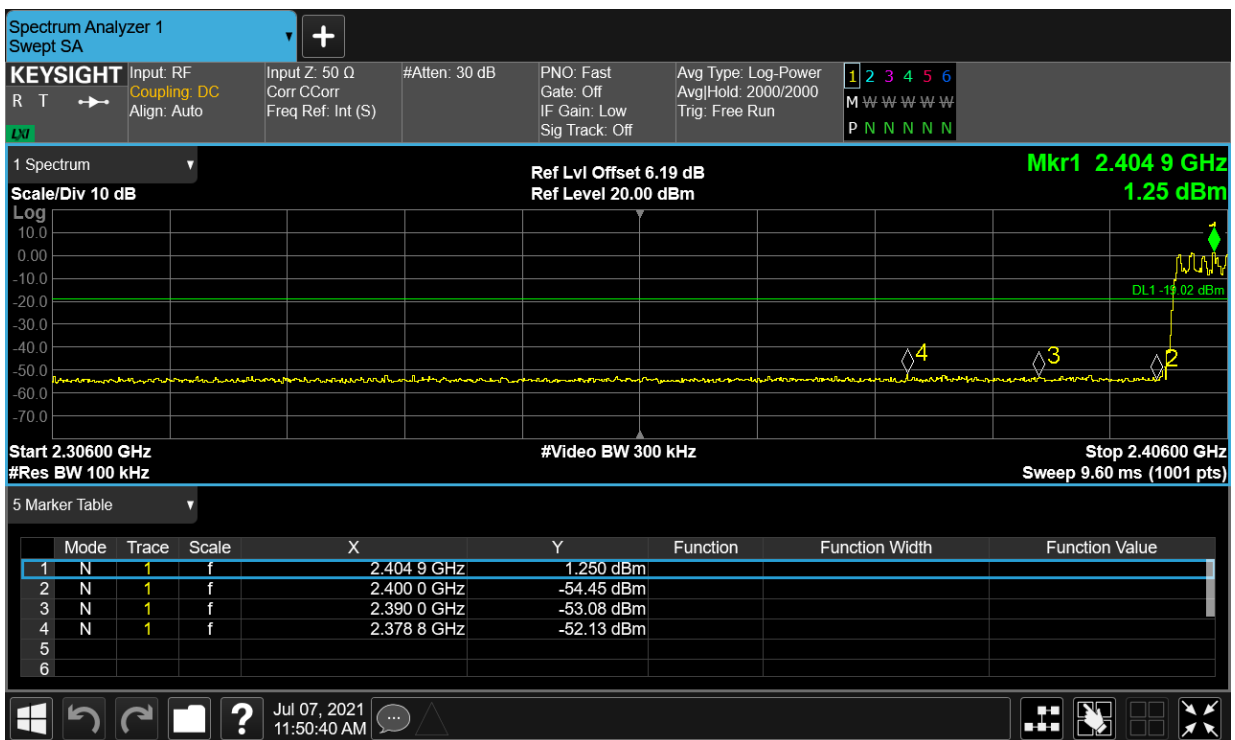 Spectrum Analyzer 1
Swept SA
+
KEYSIGHT Input: RF Input Z: 50 Ω #Atten: 30 dB PNO: Fast Avg Type: Log-Power 1 2 3 4 5 6
R T Coupling: DC Corr CCorr Gate: Off Avg|Hold: 2000/2000 M W W W W W
Align: Auto Freq Ref: Int (S) IF Gain: Low Trig: Free Run P N N N N N
LXI Sig Track: Off
1 Spectrum Ref Lvl Offset 6.19 dB Mkr1 2.404 9 GHz
Scale/Div 10 dB Ref Level 20.00 dBm 1.25 dBm
Log
10.0 1
0.00
-10.0
DL1 -19.02 dBm
-20.0
-30.0
-40.0
4 3 2
-50.0
-60.0
-70.0
Start 2.30600 GHz #Video BW 300 kHz Stop 2.40600 GHz
#Res BW 100 kHz Sweep 9.60 ms (1001 pts)
5 Marker Table
Mode Trace Scale X Y Function Function Width Function Value
1 N 1 f 2.404 9 GHz 1.250 dBm
2 N 1 f 2.400 0 GHz -54.45 dBm
3 N 1 f 2.390 0 GHz -53.08 dBm
4 N 1 f 2.378 8 GHz -52.13 dBm
5
6
? Jul 07, 2021
11:50:40 AM